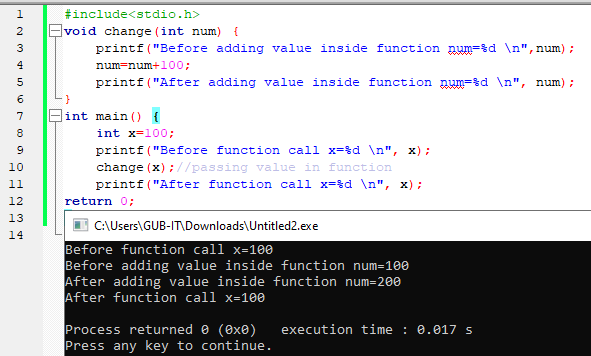 1 #include<stdio.h>
2 void change(int num) {
3 printf("Before adding value inside function num=%d \n",num);
4 num=num+100;
5 printf("After adding value inside function num=%d \n", num);
6 }
7 int main() {
8 int x=100;
9 printf("Before function call x=%d \n", x);
10 change(x);//passing value in function
11 printf("After function call x=%d \n", x);
12 return 0;
13
14
C:\Users\GUB-IT\Downloads\Untitled2.exe
Before function call x=100
Before adding value inside function num=100
After adding value inside function num=200
After function call x=100
Process returned 0 (0x0) execution time : 0.017 s
Press any key to continue.